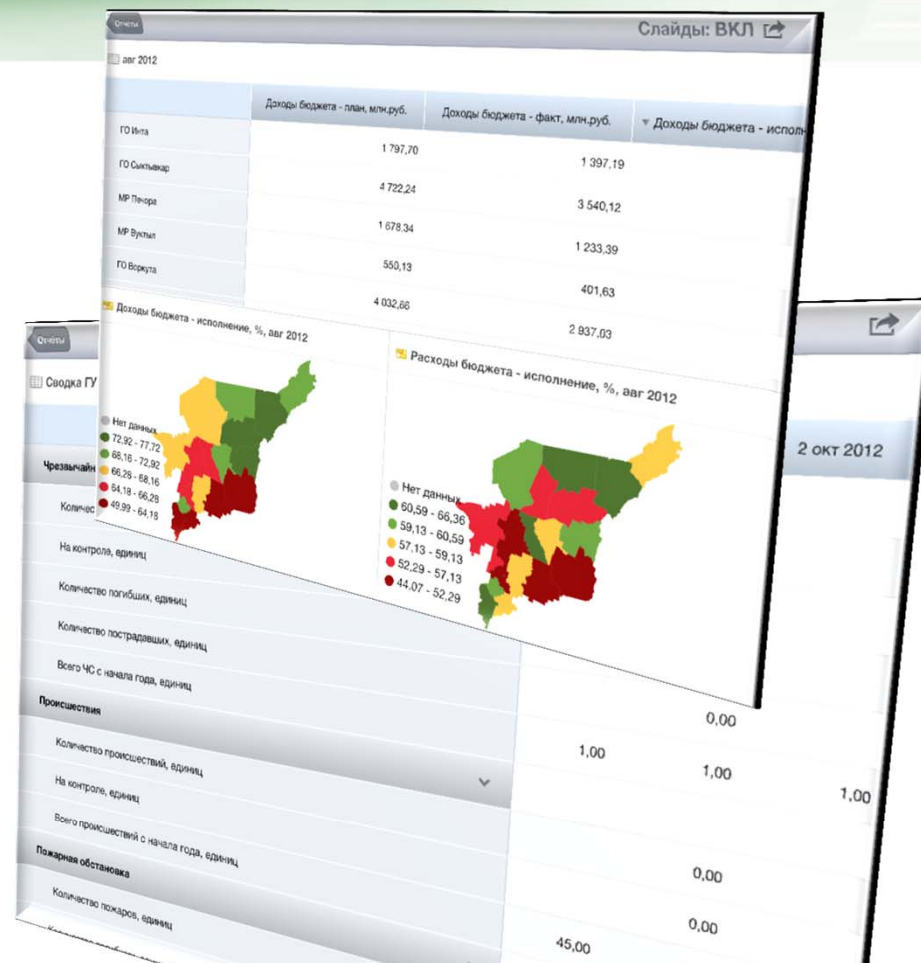 Отчёты
Слайды: ВКЛ
авг 2012
Доходы бюджета - план, млн.руб. Доходы бюджета - факт, млн.руб. Доходы бюджета - исполн
ГО Инта 1 797,70 1 397,19
ГО Сыктывкар 4 722,24 3 540,12
МР Печора 1 678,34 1 233,39
МР Вуктыл 550,13 401,63
ГО Воркута 4 032,66 2 937,03
Доходы бюджета - исполнение, %, авг 2012
Нет данных
72,92 - 77,72
68,16 - 72,92
66,28 - 68,16
64,18 - 66,28
49,99 - 64,18
Расходы бюджета - исполнение, %, авг 2012
Нет данных
60,59 - 66,36
59,13 - 60,59
57,13 - 59,13
52,29 - 57,13
44,07 - 52,29
Отчёты
Сводка ГУ
2 окт 2012
Чрезвычайн
Количес
На контроле, единиц
Количество погибших, единиц
Количество пострадавших, единиц
Всего ЧС с начала года, единиц
0,00
Происшествия
1,00 1,00 1,00
Количество происшествий, единиц
На контроле, единиц
0,00
Всего происшествий с начала года, единиц
0,00
Пожарная обстановка
Количество пожаров, единиц
45,00